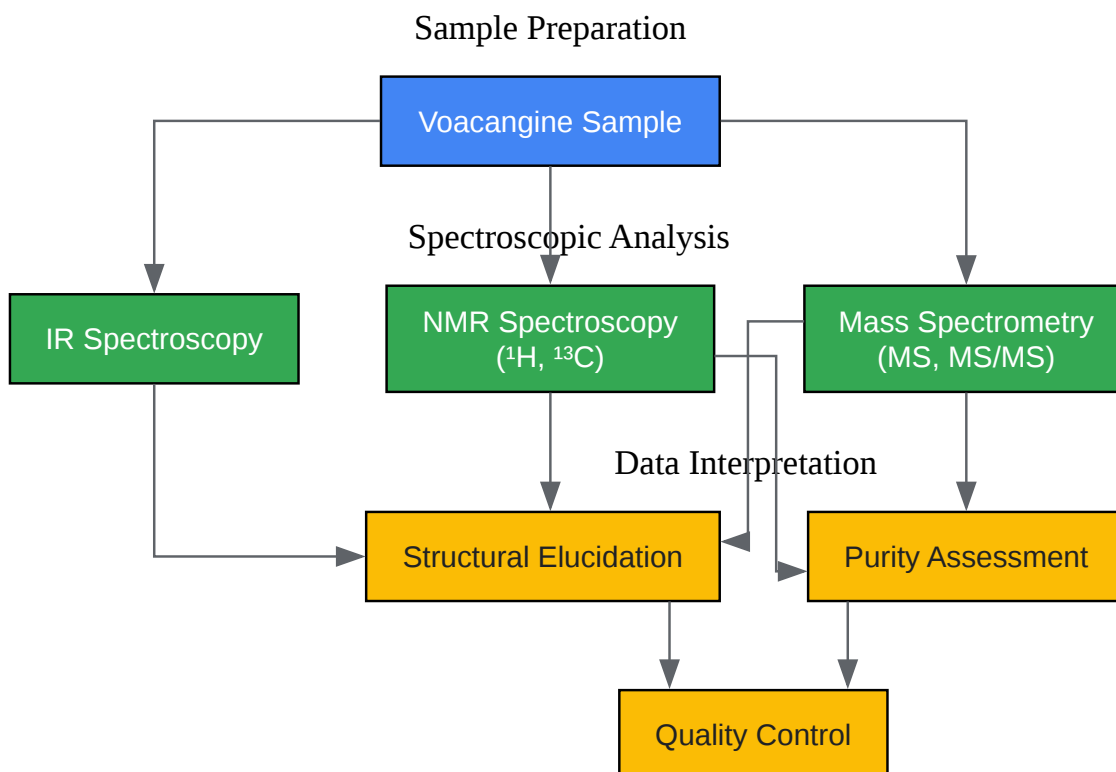 Sample Preparation
Voacangine Sample
Spectroscopic Analysis
IR Spectroscopy
NMR Spectroscopy
(¹H, ¹³C)
Mass Spectrometry
(MS, MS/MS)
Data Interpretation
Structural Elucidation
Purity Assessment
Quality Control